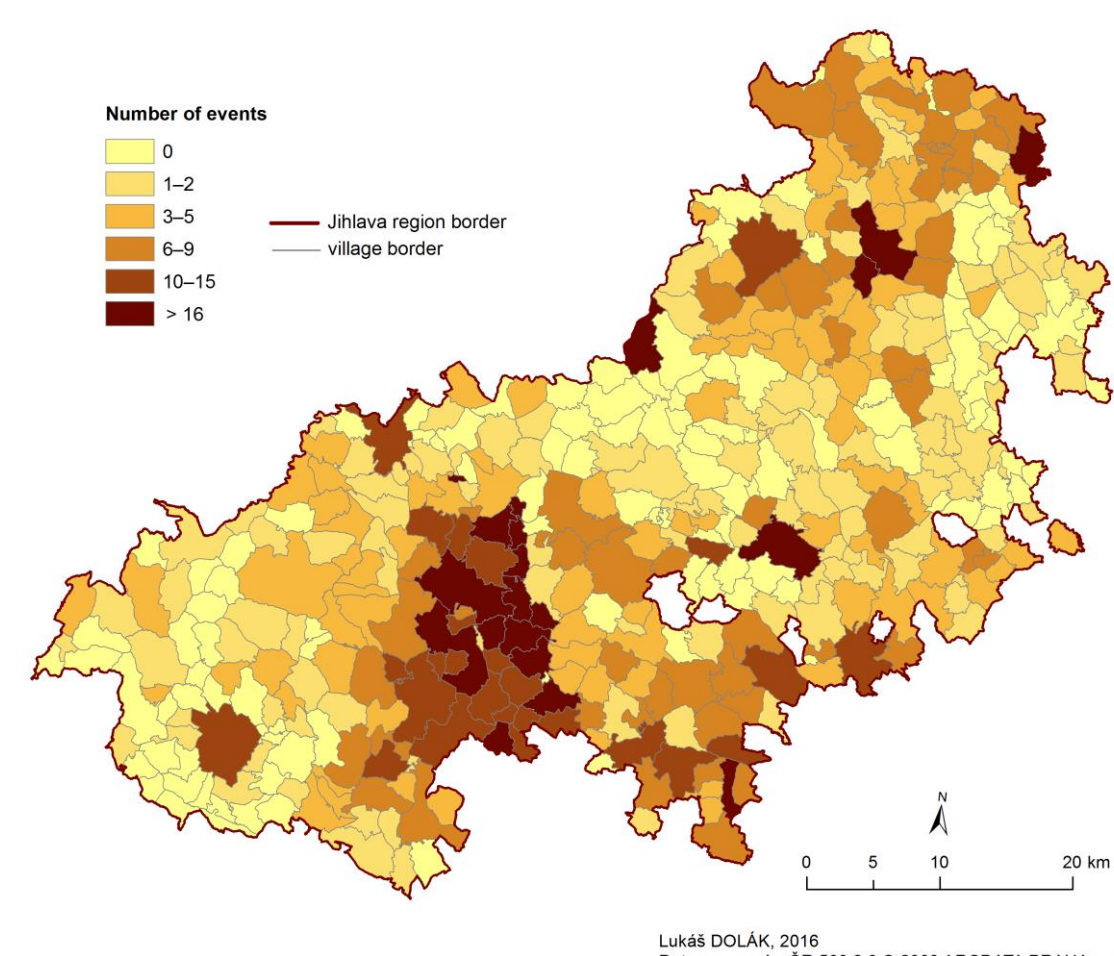 Number of events
0
1–2
3–5
6–9
10–15
> 16
Jihlava region border
village border
N
0 5 10 20 km
Lukáš DOLÁK, 2016